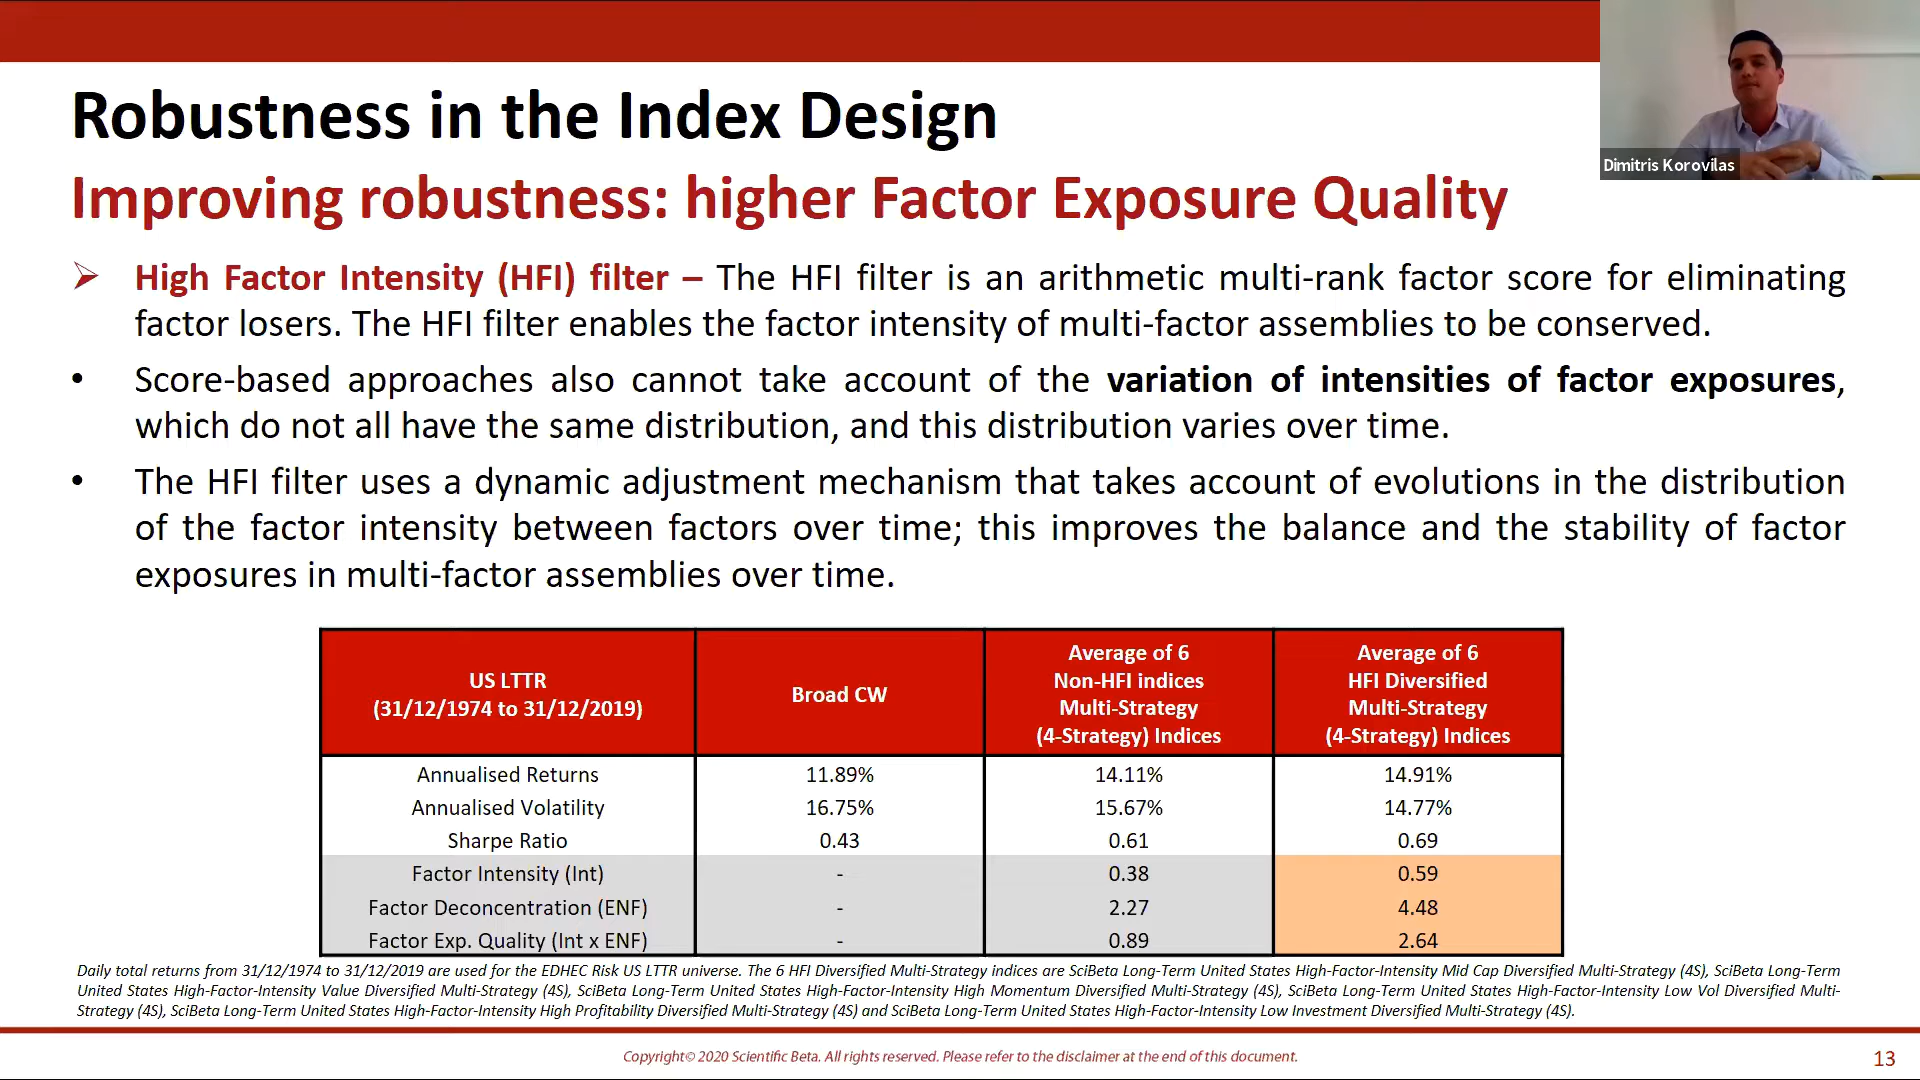 Robustness in the Index Design
Improving robustness: higher Factor Exposure Quality
Dimitris Korovilas
High Factor Intensity (HFI) filter – The HFI filter is an arithmetic multi-rank factor score for eliminating
factor losers. The HFI filter enables the factor intensity of multi-factor assemblies to be conserved.
• Score-based approaches also cannot take account of the variation of intensities of factor exposures,
which do not all have the same distribution, and this distribution varies over time.
• The HFI filter uses a dynamic adjustment mechanism that takes account of evolutions in the distribution
of the factor intensity between factors over time; this improves the balance and the stability of factor
exposures in multi-factor assemblies over time.
US LTTR
(31/12/1974 to 31/12/2019)
Broad CW
Average of 6
Non-HFI indices
Multi-Strategy
(4-Strategy) Indices
Average of 6
HFI Diversified
Multi-Strategy
(4-Strategy) Indices
Annualised Returns 11.89% 14.11% 14.91%
Annualised Volatility 16.75% 15.67% 14.77%
Sharpe Ratio 0.43 0.61 0.69
Factor Intensity (Int) - 0.38 0.59
Factor Deconcentration (ENF) - 2.27 4.48
Factor Exp. Quality (Int x ENF) - 0.89 2.64
Daily total returns from 31/12/1974 to 31/12/2019 are used for the EDHEC Risk US LTTR universe. The 6 HFI Diversified Multi-Strategy indices are SciBeta Long-Term United States High-Factor-Intensity Mid Cap Diversified Multi-Strategy (4S), SciBeta Long-Term
United States High-Factor-Intensity Value Diversified Multi-Strategy (4S), SciBeta Long-Term United States High-Factor-Intensity High Momentum Diversified Multi-Strategy (4S), SciBeta Long-Term United States High-Factor-Intensity Low Vol Diversified Multi-
Strategy (4S), SciBeta Long-Term United States High-Factor-Intensity High Profitability Diversified Multi-Strategy (4S) and SciBeta Long-Term United States High-Factor-Intensity Low Investment Diversified Multi-Strategy (4S).
Copyright© 2020 Scientific Beta. All rights reserved. Please refer to the disclaimer at the end of this document.
13